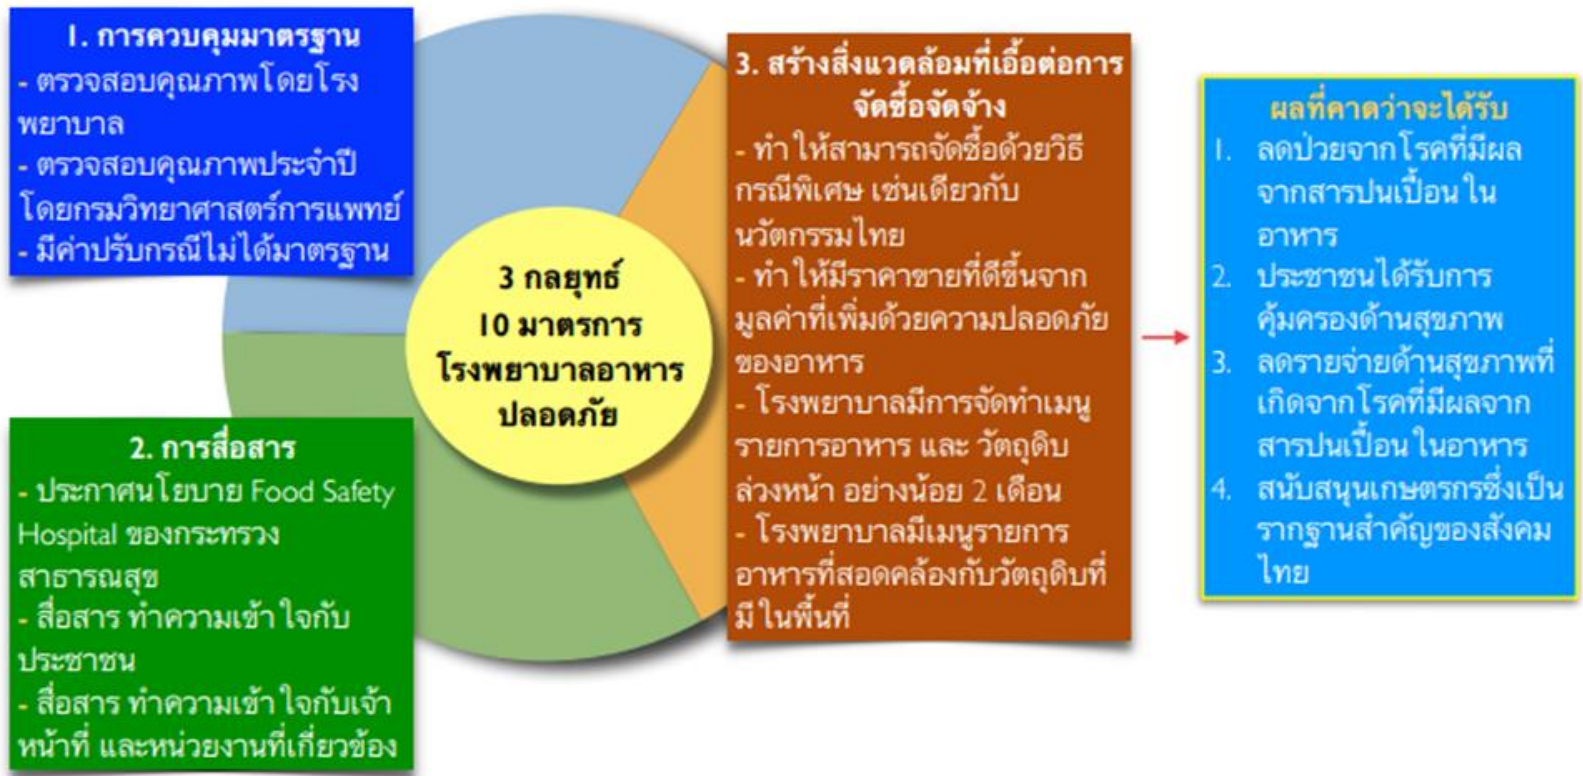 1. การควบคุมมาตรฐาน
- ตรวจสอบคุณภาพโดยโรง
พยาบาล
- ตรวจสอบคุณภาพประจำปี
โดยกรมวิทยาศาสตร์การแพทย์
- มีค่าปรับกรณีไม่ได้มาตรฐาน
2. การสื่อสาร
- ประกาศนโยบาย Food Safety
Hospital ของกระทรวง
สาธารณสุข
- สื่อสาร ทำความเข้าใจกับ
ประชาชน
- สื่อสาร ทำความเข้าใจกับเจ้า
หน้าที่ และหน่วยงานที่เกี่ยวข้อง
3 กลยุทธ์
10 มาตรการ
โรงพยาบาลอาหาร
ปลอดภัย
3. สร้างสิ่งแวดล้อมที่เอื้อต่อการ
จัดซื้อจัดจ้าง
- ทำให้สามารถจัดซื้อด้วยวิธี
กรณีพิเศษ เช่นเดียวกับ
นวัตกรรมไทย
- ทำให้มีราคาขายที่ดีขึ้นจาก
มูลค่าที่เพิ่มด้วยความปลอดภัย
ของอาหาร
- โรงพยาบาลมีการจัดทำเมนู
รายการอาหาร และ วัตถุดิบ
ล่วงหน้า อย่างน้อย 2 เดือน
- โรงพยาบาลมีเมนูรายการ
อาหารที่สอดคล้องกับวัตถุดิบที่
มีในพื้นที่
ผลที่คาดว่าจะได้รับ
1. ลดป่วยจากโรคที่มีผล
จากสารปนเปื้อนใน
อาหาร
2. ประชาชนได้รับการ
คุ้มครองด้านสุขภาพ
3. ลดรายจ่ายด้านสุขภาพที่
เกิดจากโรคที่มีผลจาก
สารปนเปื้อนในอาหาร
4. สนับสนุนเกษตรกรซึ่งเป็น
รากฐานสำคัญของสังคม
ไทย